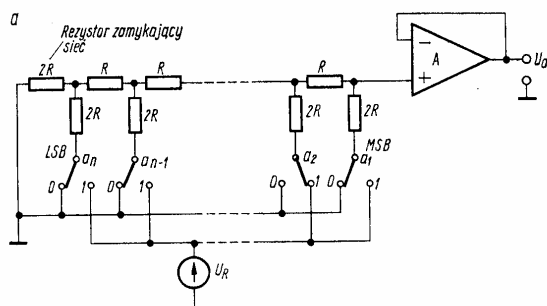 a
Rezystor zamykający
sieć
2R R R R
2R 2R 2R 2R
A
U₀
LSB aₙ aₙ₋₁ a₂ a₁ MSB
0 1 0 1 0 1 0 1
U_R